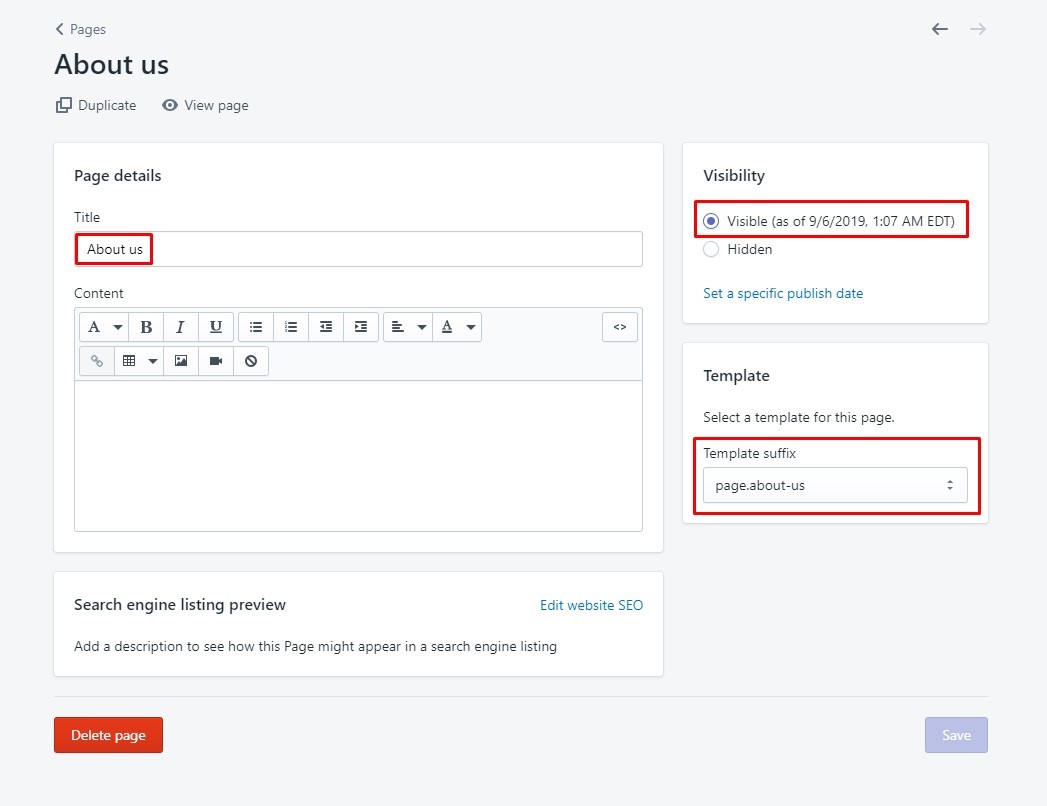 Pages
About us
Duplicate View page
Page details
Title
About us
Content
A B I U A <>
Search engine listing preview Edit website SEO
Add a description to see how this Page might appear in a search engine listing
Visibility
Visible (as of 9/6/2019, 1:07 AM EDT)
Hidden
Set a specific publish date
Template
Select a template for this page.
Template suffix
page.about-us
Delete page Save